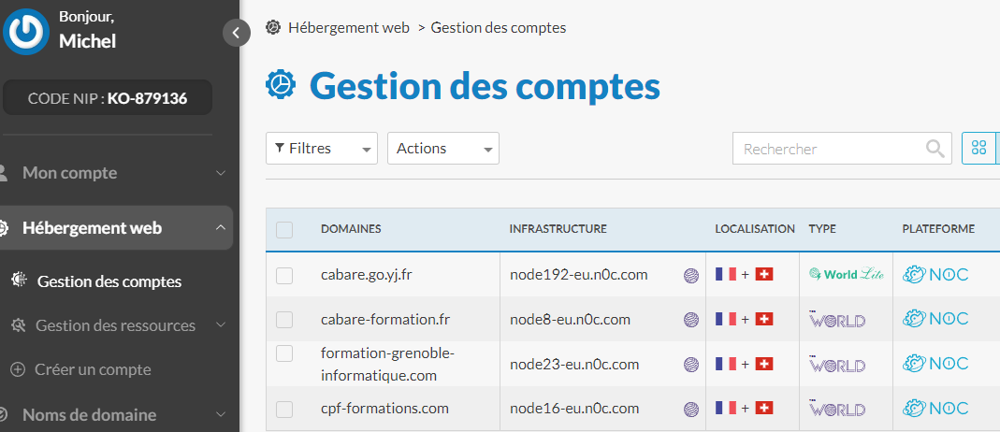 Bonjour,
Michel
CODE NIP : KO-879136
Mon compte
Hébergement web
Gestion des comptes
Gestion des ressources
Créer un compte
Noms de domaine
Hébergement web > Gestion des comptes
Gestion des comptes
Filtres Actions Rechercher
DOMAINES INFRASTRUCTURE LOCALISATION TYPE PLATEFORME
cabare.go.yj.fr node192-eu.n0c.com + World Lite N0C
cabare-formation.fr node8-eu.n0c.com + THE WORLD N0C
formation-grenoble-
informatique.com node23-eu.n0c.com + THE WORLD N0C
cpf-formations.com node16-eu.n0c.com + THE WORLD N0C